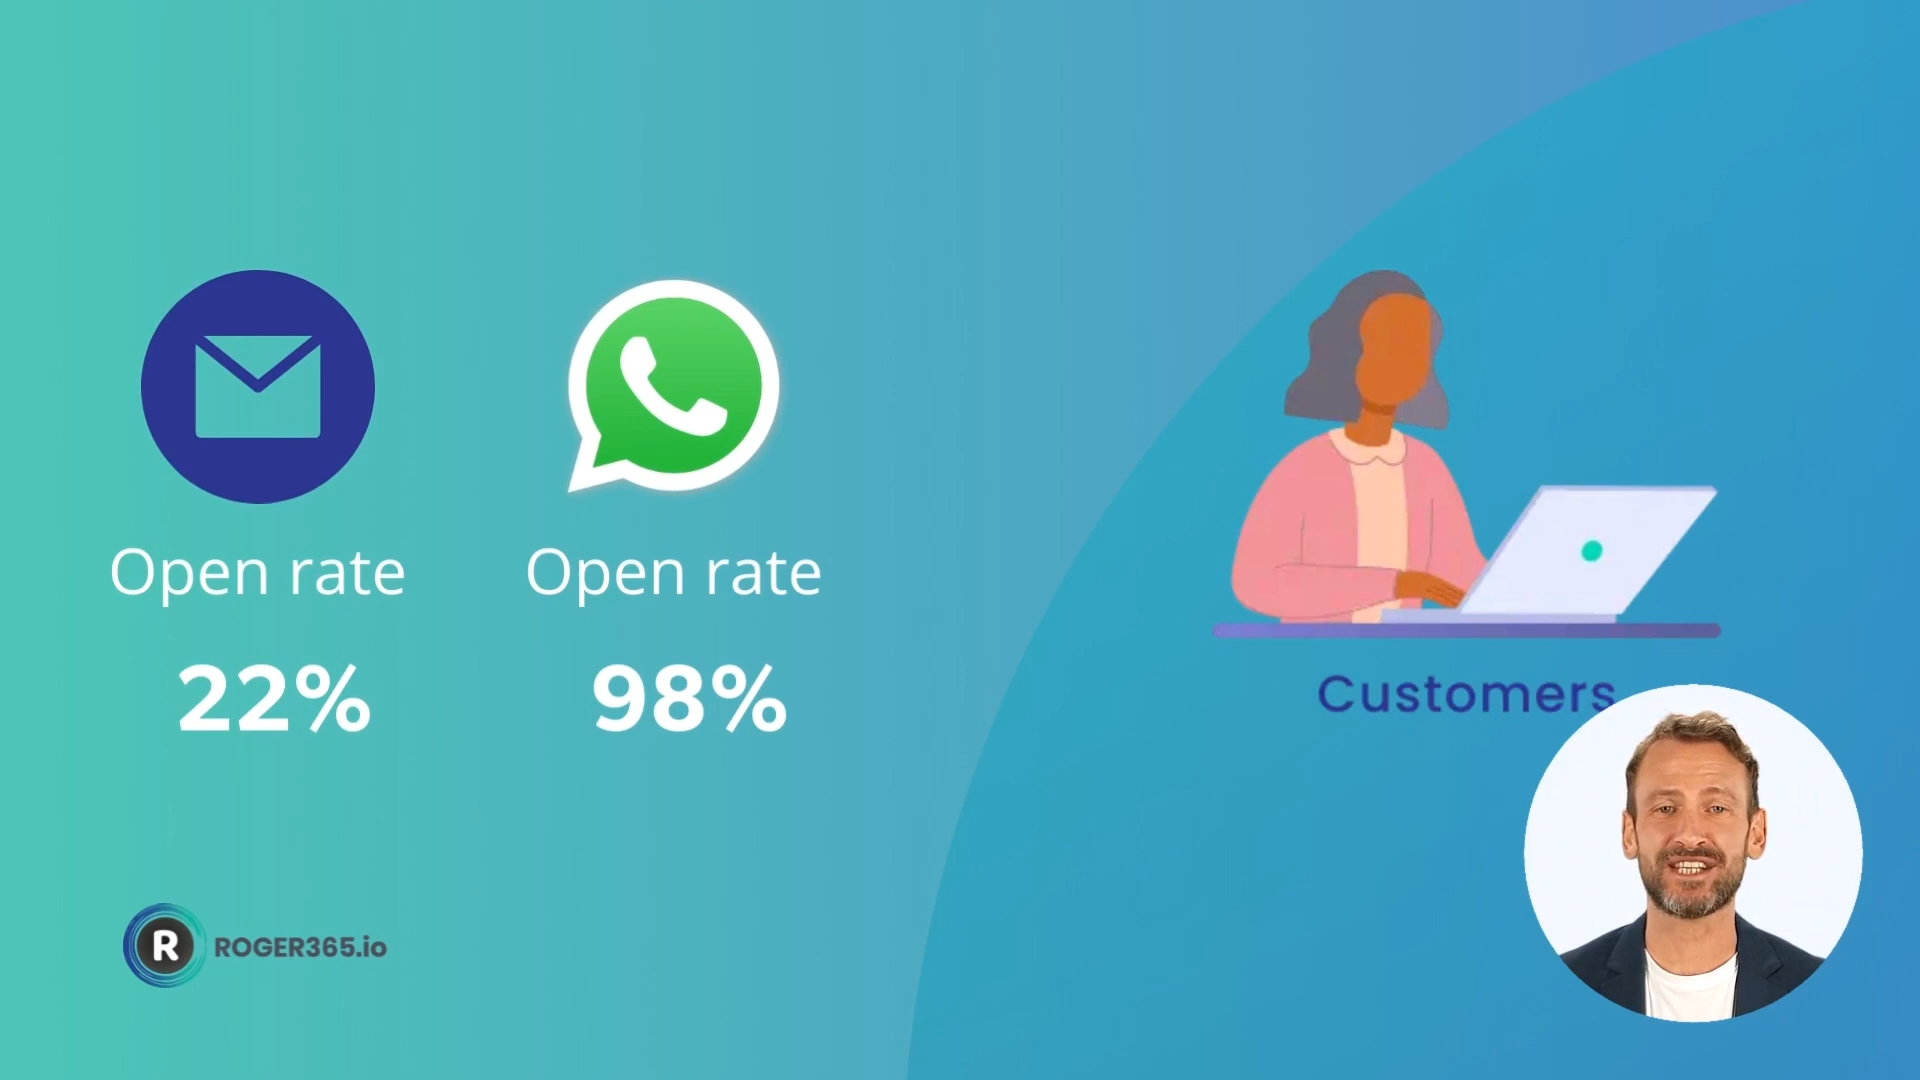 Open rate
22%
Open rate
98%
Customers
R ROGER365.io